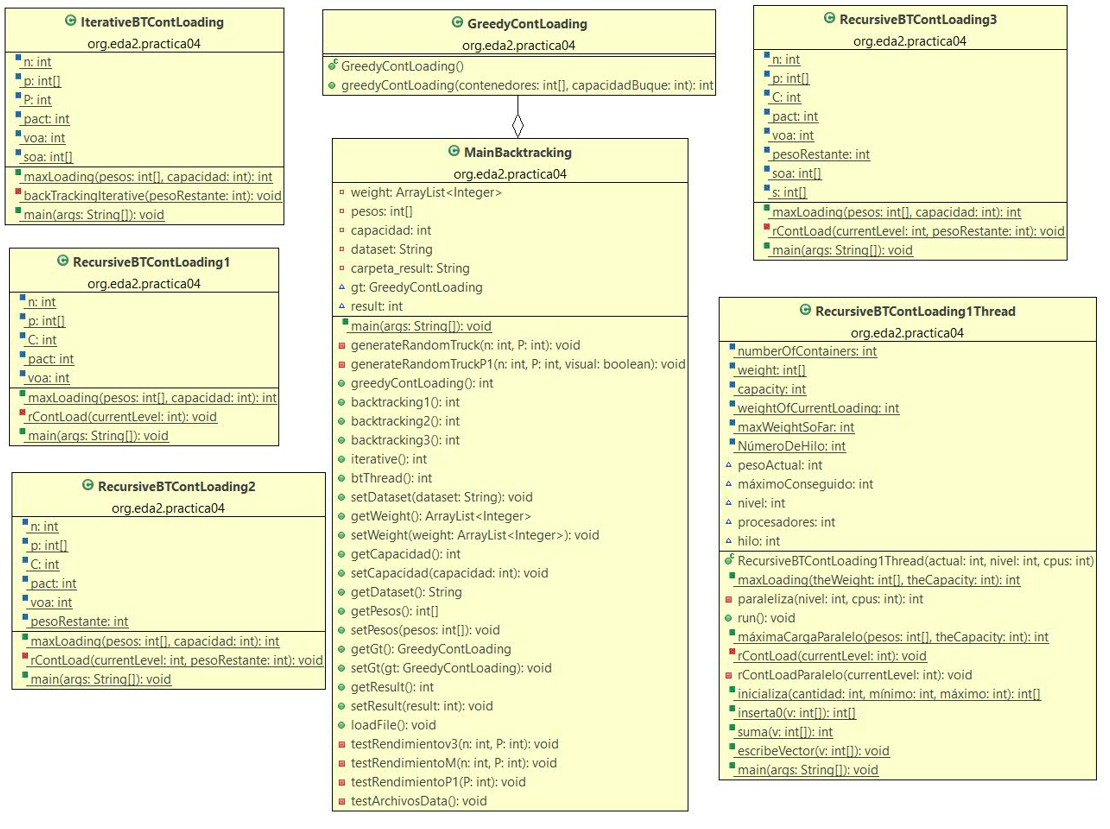 IterativeBTContLoading
org.eda2.practica04
n: int
p: int[]
P: int
pact: int
voa: int
soa: int[]
maxLoading(pesos: int[], capacidad: int): int
backTrackingIterative(pesoRestante: int): void
main(args: String[]): void
RecursiveBTContLoading1
org.eda2.practica04
n: int
p: int[]
C: int
pact: int
voa: int
maxLoading(pesos: int[], capacidad: int): int
rContLoad(currentLevel: int): void
main(args: String[]): void
RecursiveBTContLoading2
org.eda2.practica04
n: int
p: int[]
C: int
pact: int
voa: int
pesoRestante: int
maxLoading(pesos: int[], capacidad: int): int
rContLoad(currentLevel: int, pesoRestante: int): void
main(args: String[]): void
GreedyContLoading
org.eda2.practica04
GreedyContLoading()
greedyContLoading(contenedores: int[], capacidadBuque: int): int
MainBacktracking
org.eda2.practica04
weight: ArrayList<Integer>
pesos: int[]
capacidad: int
dataset: String
carpeta_result: String
gt: GreedyContLoading
result: int
main(args: String[]): void
generateRandomTruck(n: int, P: int): void
generateRandomTruckP1(n: int, P: int, visual: boolean): void
greedyContLoading(): int
backtracking1(): int
backtracking2(): int
backtracking3(): int
iterative(): int
btThread(): int
setDataset(dataset: String): void
getWeight(): ArrayList<Integer>
setWeight(weight: ArrayList<Integer>): void
getCapacidad(): int
setCapacidad(capacidad: int): void
getDataset(): String
getPesos(): int[]
setPesos(pesos: int[]): void
getGt(): GreedyContLoading
setGt(gt: GreedyContLoading): void
getResult(): int
setResult(result: int): void
loadFile(): void
testRendimientov3(n: int, P: int): void
testRendimientoM(n: int, P: int): void
testRendimientoP1(P: int): void
testArchivosData(): void
RecursiveBTContLoading3
org.eda2.practica04
n: int
p: int[]
C: int
pact: int
voa: int
pesoRestante: int
soa: int[]
s: int[]
maxLoading(pesos: int[], capacidad: int): int
rContLoad(currentLevel: int, pesoRestante: int): void
main(args: String[]): void
RecursiveBTContLoading1Thread
org.eda2.practica04
numberOfContainers: int
weight: int[]
capacity: int
weightOfCurrentLoading: int
maxWeightSoFar: int
NúmeroDeHilo: int
pesoActual: int
máximoConseguido: int
nivel: int
procesadores: int
hilo: int
RecursiveBTContLoading1Thread(actual: int, nivel: int, cpus: int)
maxLoading(theWeight: int[], theCapacity: int): int
paraleliza(nivel: int, cpus: int): int
run(): void
máximaCargaParalelo(pesos: int[], theCapacity: int): int
rContLoad(currentLevel: int): void
rContLoadParalelo(currentLevel: int): void
inicializa(cantidad: int, mínimo: int, máximo: int): int[]
inserta0(v: int[]): int[]
suma(v: int[]): int
escribeVector(v: int[]): void
main(args: String[]): void